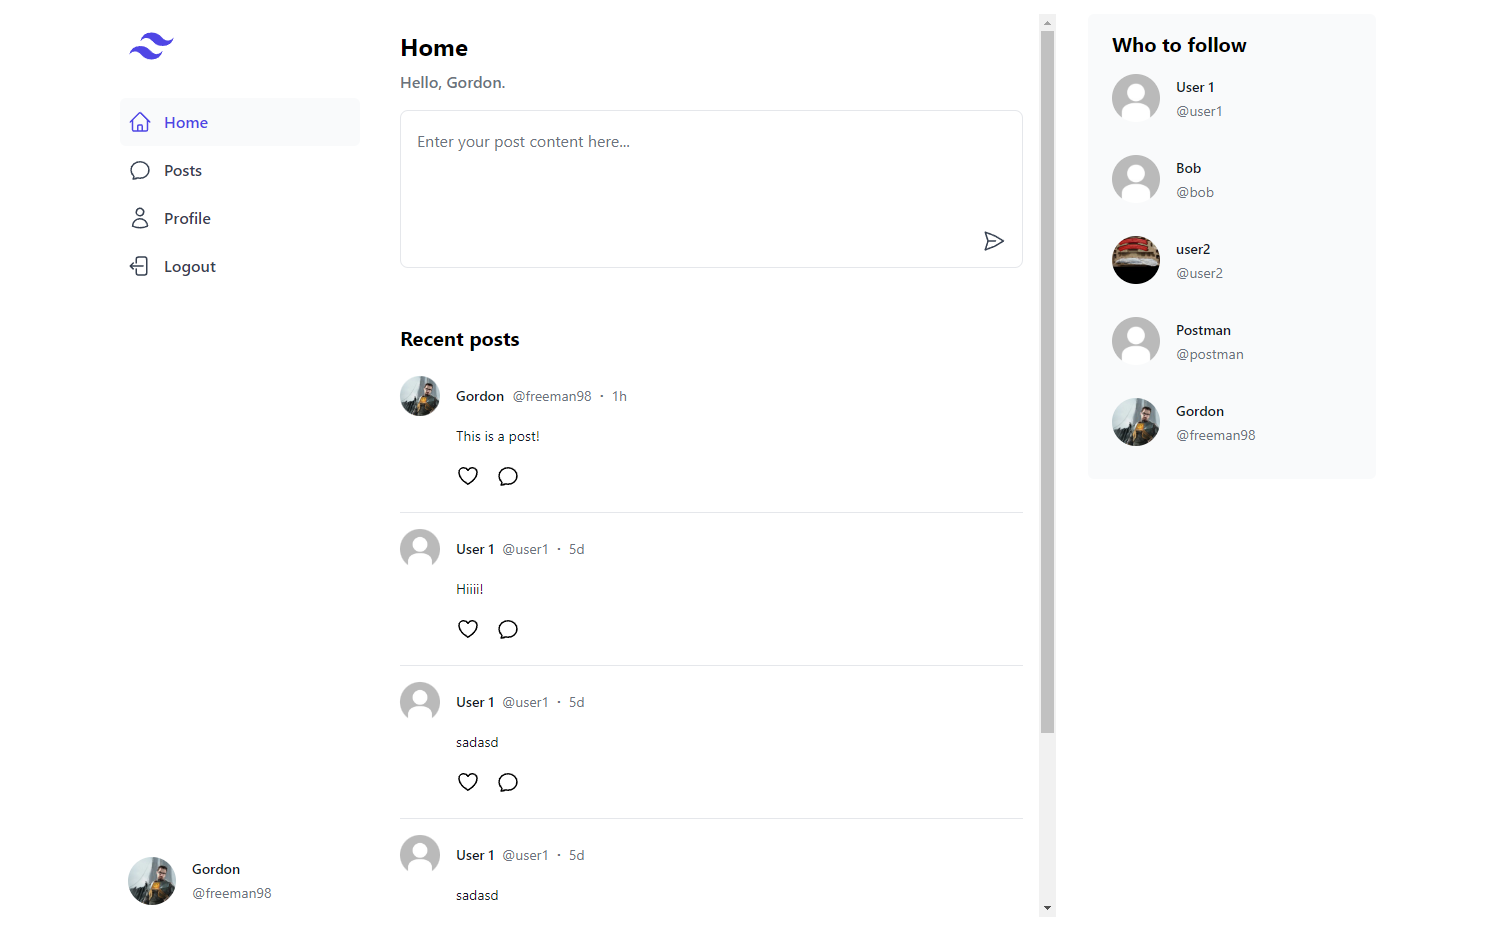 Home
Posts
Profile
Logout
Gordon
@freeman98
Home
Hello, Gordon.
Enter your post content here...
Recent posts
Gordon @freeman98 · 1h
This is a post!
User 1 @user1 · 5d
Hiiii!
User 1 @user1 · 5d
sadasd
User 1 @user1 · 5d
sadasd
Who to follow
User 1
@user1
Bob
@bob
user2
@user2
Postman
@postman
Gordon
@freeman98